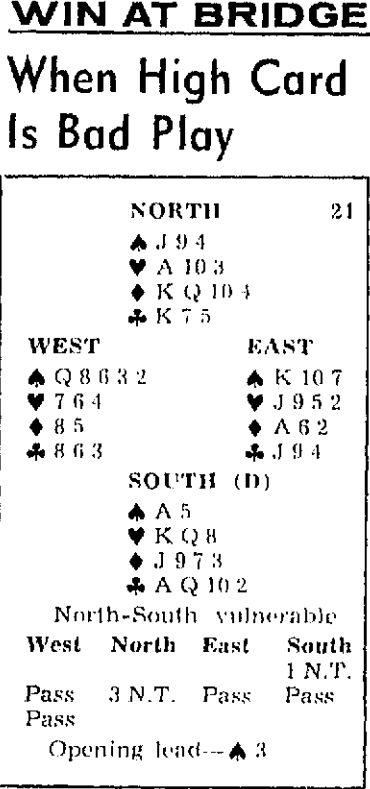 WIN AT BRIDGE
When High Card
Is Bad Play
NORTH 21
♠ J 9 4
♥ A 10 3
♦ K Q 10 4
♣ K 7 5
WEST EAST
♠ Q 8 6 3 2 ♠ K 10 7
♥ 7 6 4 ♥ J 9 5 2
♦ 8 5 ♦ A 6 2
♣ 8 6 3 ♣ J 9 4
SOUTH (D)
♠ A 5
♥ K Q 8
♦ J 9 7 3
♣ A Q 10 2
North-South vulnerable
West North East South
1 N.T.
Pass 3 N.T. Pass Pass
Pass
Opening lead--♠ 3